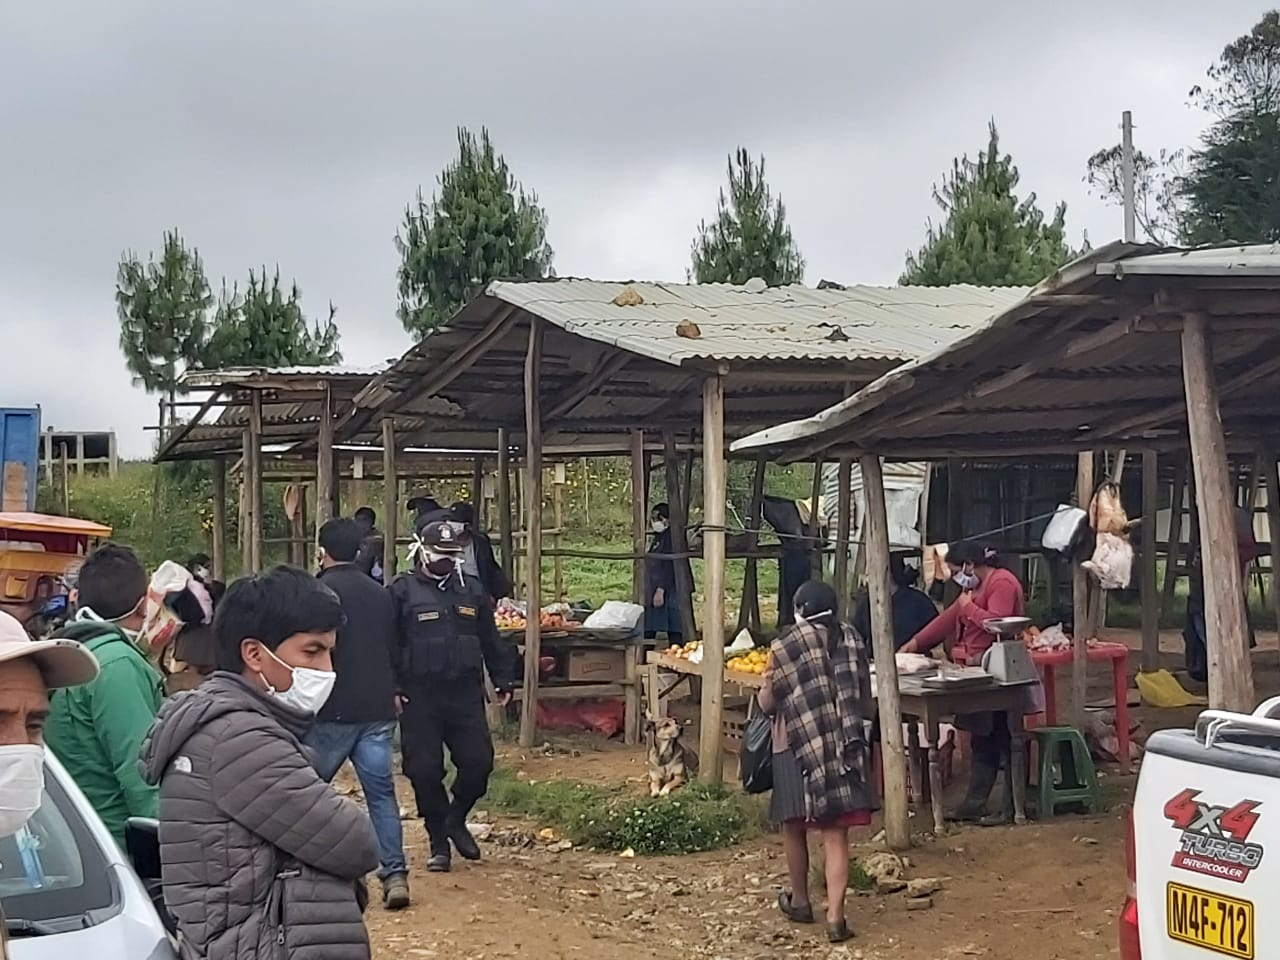 4x4
TURBO
INTERCOOLER
M4F-712